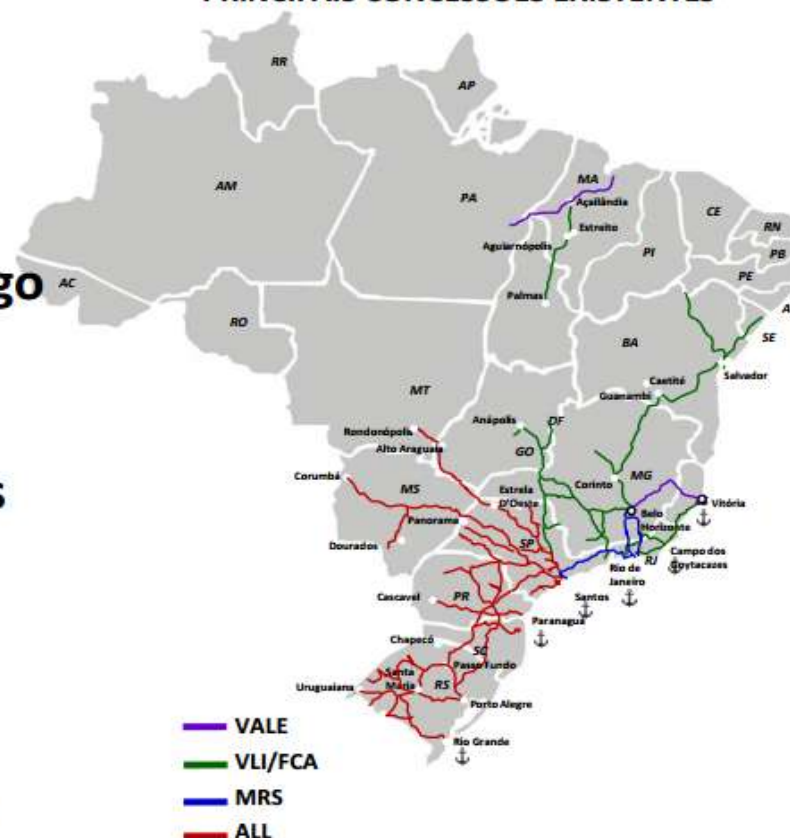 RR
AP
AM
PA
MA
Açailândia
CE
RN
Estreito
Aguiarnópolis
PI
PB
PE
go
AC
Palmas
RO
BA
SE
Salvador
MT
Caetité
Guanambi
Anápolis
DF
Rondonópolis
Alto Araguaia
GO
Corumbá
MS
Estrela
D'Oeste
Corinto
MG
Vitória
Panorama
Belo
Horizonte
Dourados
SP
RJ
Campo dos
Goytacazes
Rio de
Janeiro
Cascavel
PR
Santos
Paranaguá
Chapecó
SC
Passo Fundo
Santa
Maria
Uruguaiana
RS
Porto Alegre
Rio Grande
VALE
VLI/FCA
MRS
ALL